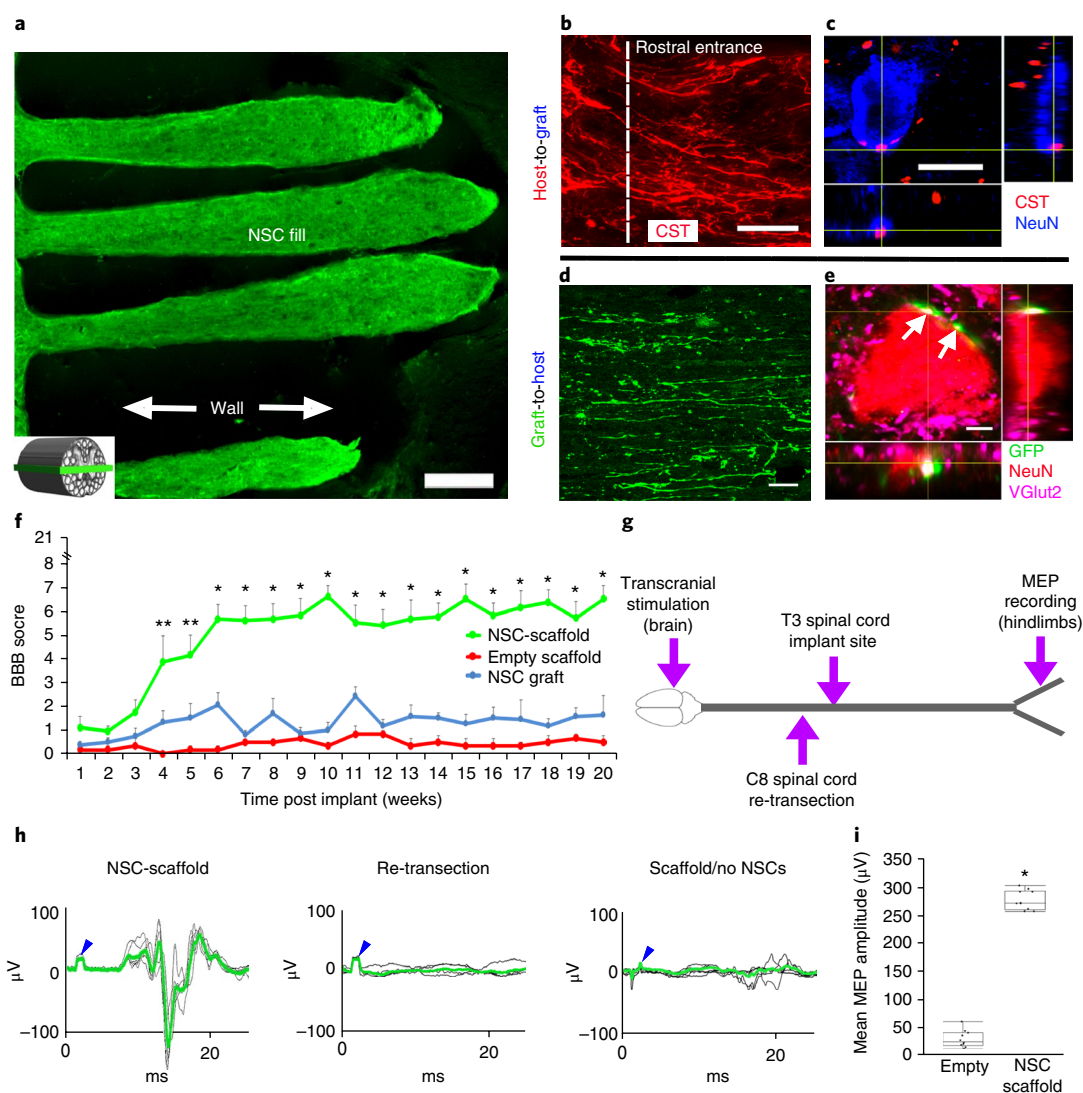 a
NSC fill
Wall
b
Host-to-graft
Rostral entrance
CST
c
CST
NeuN
d
Graft-to-host
e
GFP
NeuN
VGlut2
f
BBB socre
21
8
7
6
5
4
3
2
1
0
** ** * * * * * * * * * * * * * * *
NSC-scaffold
Empty scaffold
NSC graft
1 2 3 4 5 6 7 8 9 10 11 12 13 14 15 16 17 18 19 20
Time post implant (weeks)
g
Transcranial
stimulation
(brain)
T3 spinal cord
implant site
MEP
recording
(hindlimbs)
C8 spinal cord
re-transection
h
NSC-scaffold
100
μV
0
–100
0 20
ms
Re-transection
100
μV
0
–100
0 20
ms
Scaffold/no NSCs
100
μV
0
–100
0 20
ms
i
Mean MEP amplitude (μV)
350
300
250
200
150
100
50
0
*
Empty NSC
scaffold